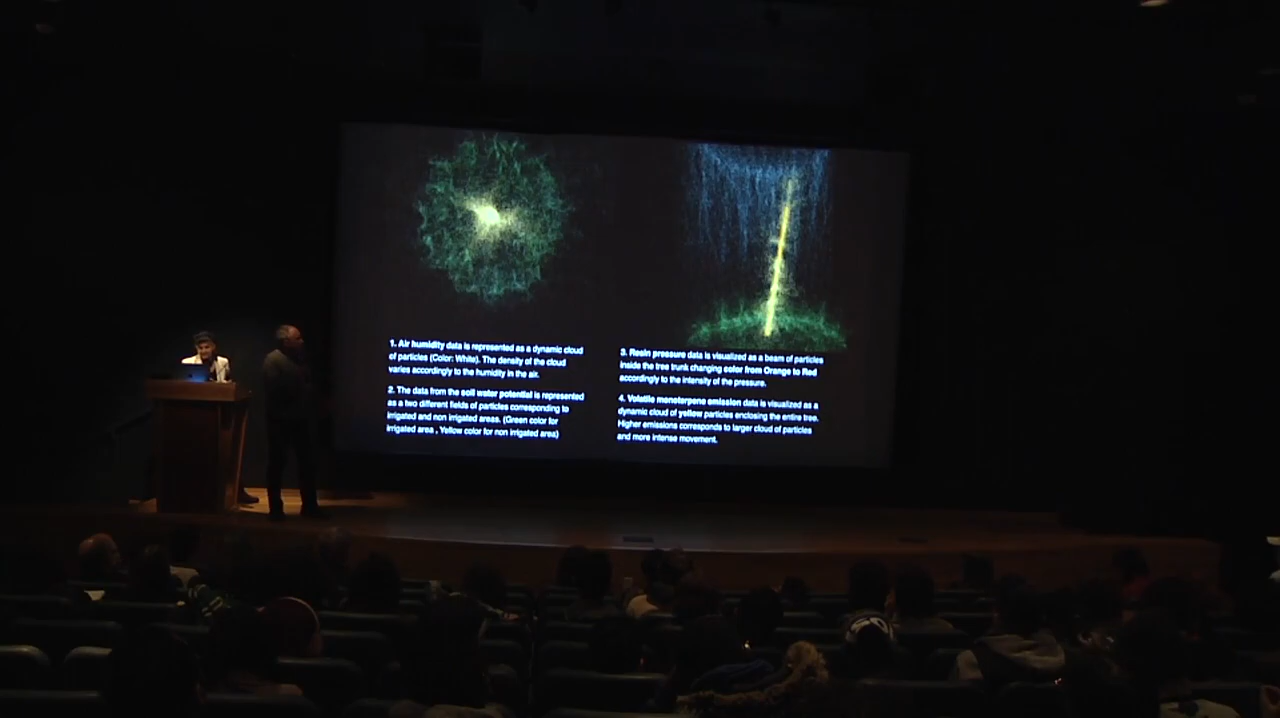 1. Air humidity data is represented as a dynamic cloud
of particles (Color: White). The density of the cloud
varies accordingly to the humidity in the air.
2. The data from the soil water potential is represented
as a two different fields of particles corresponding to
irrigated and non irrigated areas. (Green color for
irrigated area , Yellow color for non irrigated area)
3. Resin pressure data is visualized as a beam of particles
inside the tree trunk changing color from Orange to Red
accordingly to the intensity of the pressure.
4. Volatile monoterpene emission data is visualized as a
dynamic cloud of yellow particles enclosing the entire tree.
Higher emissions corresponds to larger cloud of particles
and more intense movement.